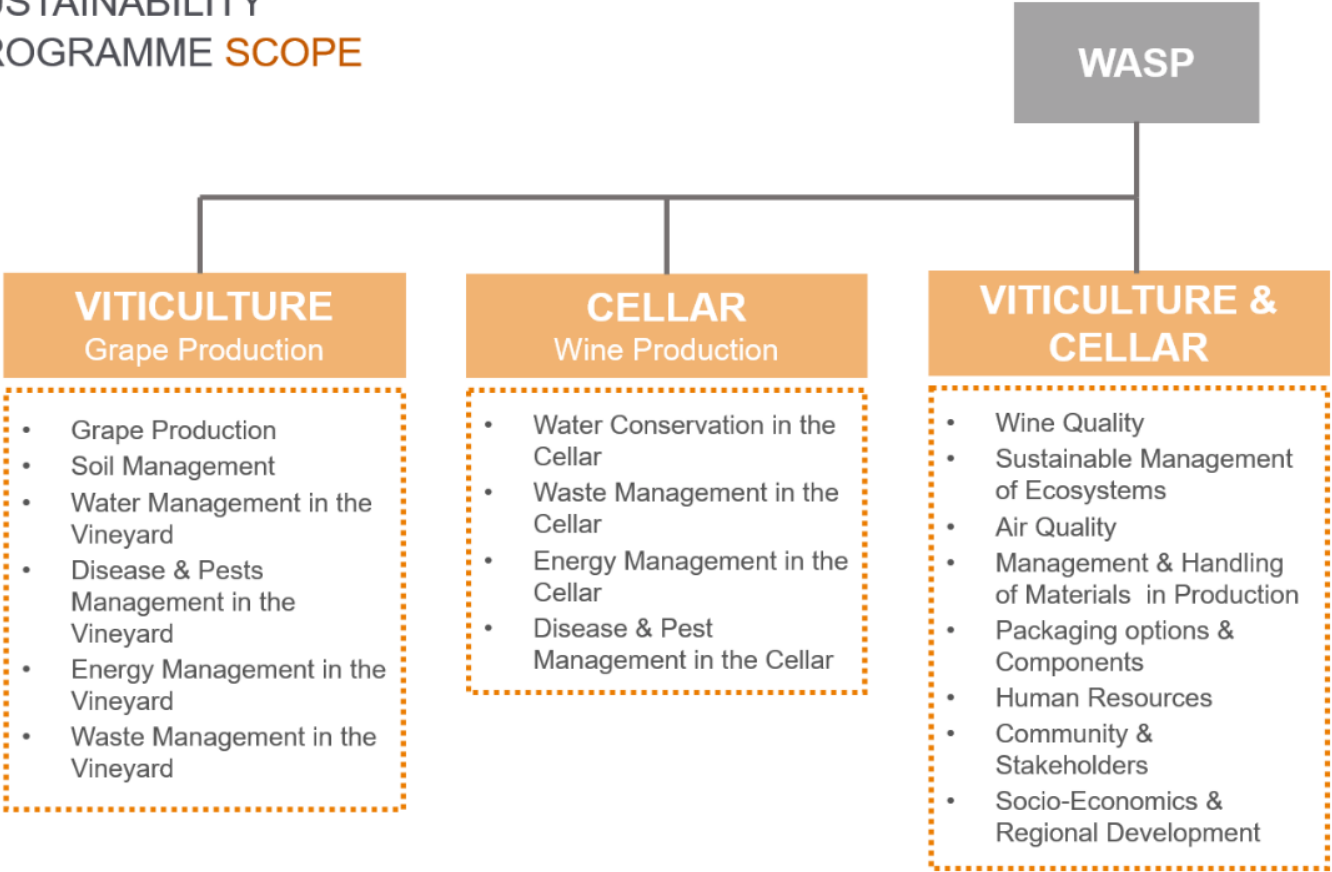 PROGRAMME SCOPE
WASP
VITICULTURE
Grape Production
• Grape Production
• Soil Management
• Water Management in the
Vineyard
• Disease & Pests
Management in the
Vineyard
• Energy Management in the
Vineyard
• Waste Management in the
Vineyard
CELLAR
Wine Production
• Water Conservation in the
Cellar
• Waste Management in the
Cellar
• Energy Management in the
Cellar
• Disease & Pest
Management in the Cellar
VITICULTURE &
CELLAR
• Wine Quality
• Sustainable Management
of Ecosystems
• Air Quality
• Management & Handling
of Materials in Production
• Packaging options &
Components
• Human Resources
• Community &
Stakeholders
• Socio-Economics &
Regional Development